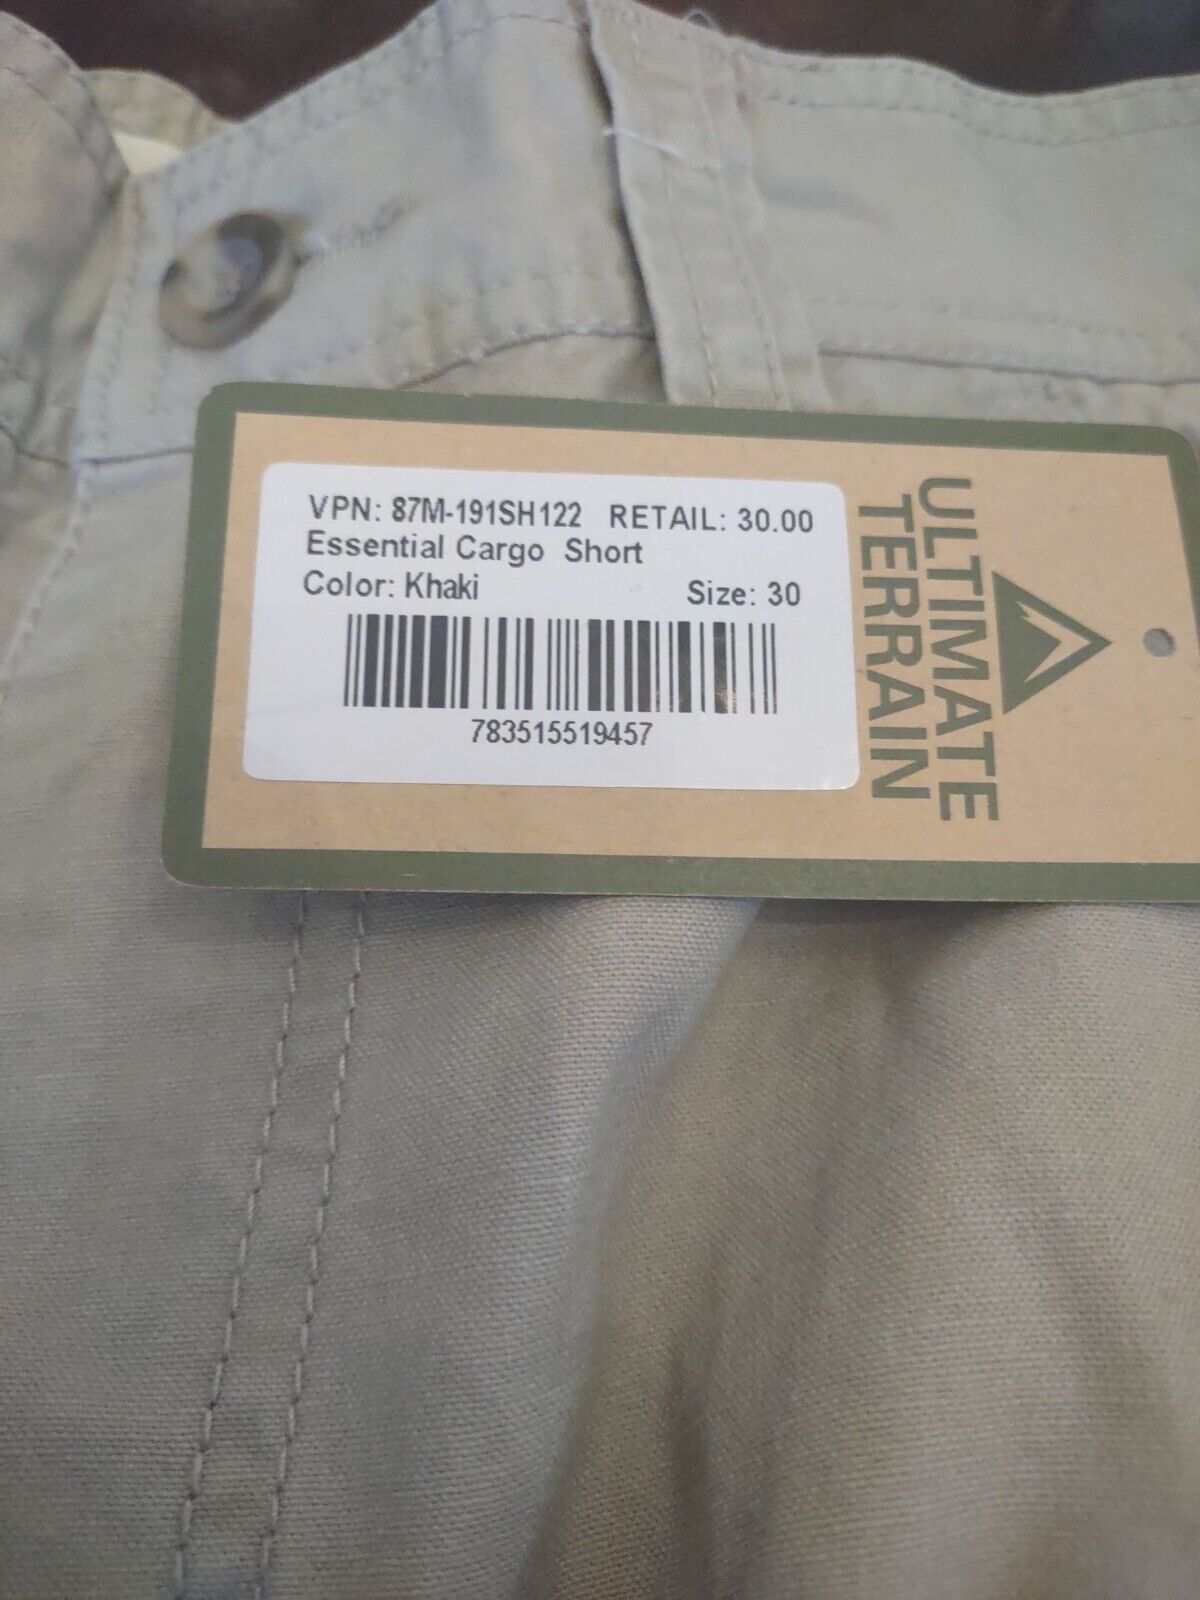 VPN: 87M-191SH122 RETAIL: 30.00
Essential Cargo Short
Color: Khaki Size: 30
783515519457
ULTIMATE
TERRAIN